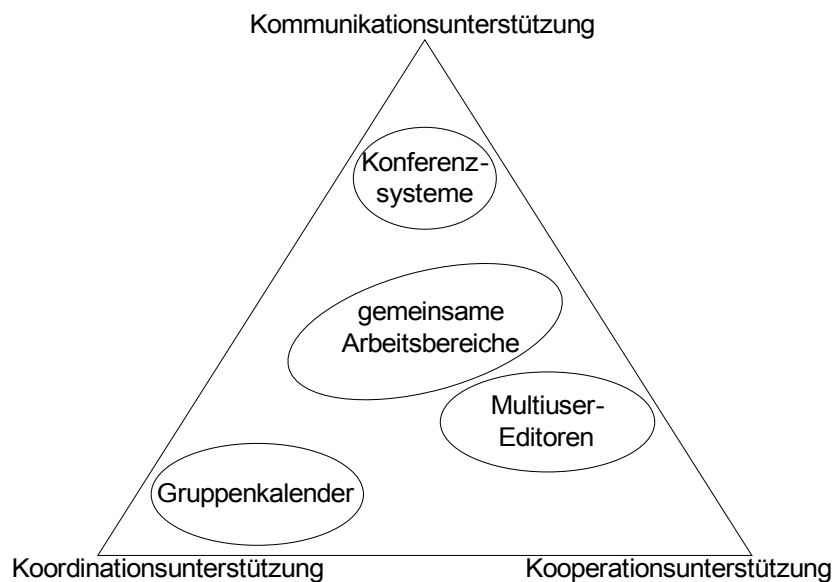 Kommunikationsunterstützung
Konferenz-
systeme
gemeinsame
Arbeitsbereiche
Multiuser-
Editoren
Gruppenkalender
Koordinationsunterstützung
Kooperationsunterstützung